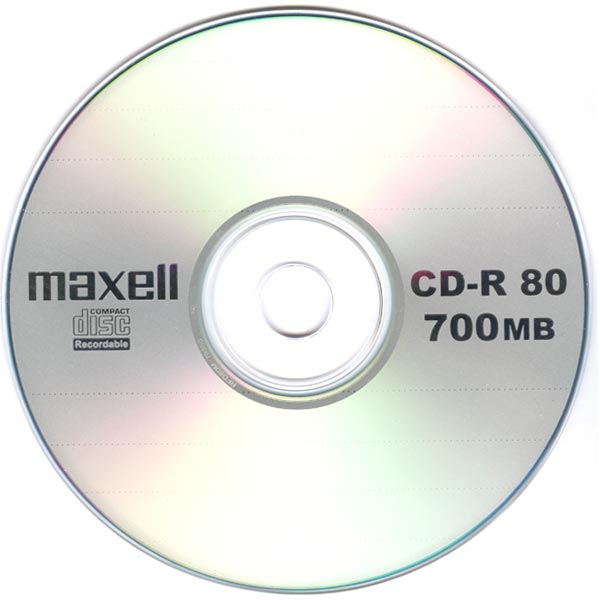 maxell
COMPACT
disc
Recordable
CD-R 80
700MB